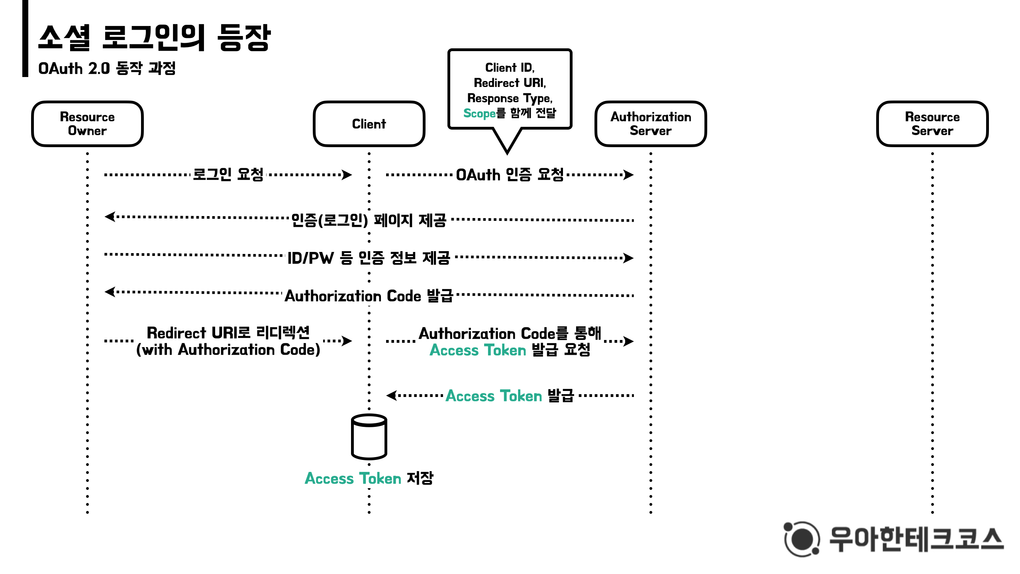 소셜 로그인의 등장
OAuth 2.0 동작 과정
Client ID,
Redirect URI,
Response Type,
Scope를 함께 전달
Resource
Owner
Client
Authorization
Server
Resource
Server
로그인 요청
OAuth 인증 요청
인증(로그인) 페이지 제공
ID/PW 등 인증 정보 제공
Authorization Code 발급
Redirect URI로 리디렉션
(with Authorization Code)
Authorization Code를 통해
Access Token 발급 요청
Access Token 발급
Access Token 저장
우아한테크코스